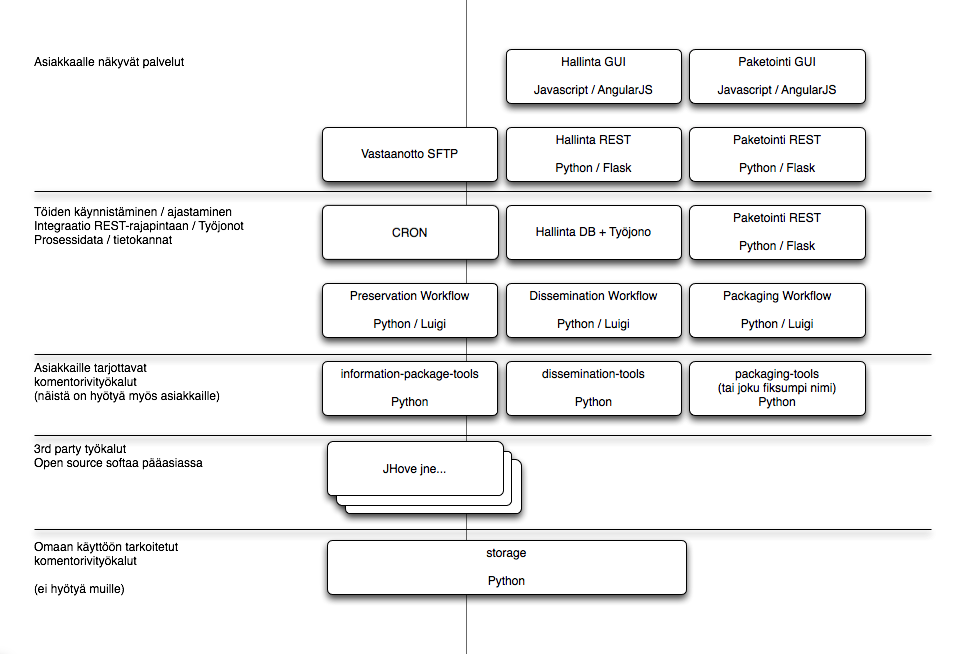 Asiakkaalle näkyvät palvelut
Hallinta GUI
Javascript / AngularJS
Paketointi GUI
Javascript / AngularJS
Vastaanotto SFTP
Hallinta REST
Python / Flask
Paketointi REST
Python / Flask
Töiden käynnistäminen / ajastaminen
Integraatio REST-rajapintaan / Työjonot
Prosessidata / tietokannat
CRON
Hallinta DB + Työjono
Paketointi REST
Python / Flask
Preservation Workflow
Python / Luigi
Dissemination Workflow
Python / Luigi
Packaging Workflow
Python / Luigi
Asiakkaille tarjottavat
komentorivityökalut
(näistä on hyötyä myös asiakkaille)
information-package-tools
Python
dissemination-tools
Python
packaging-tools
(tai joku fiksumpi nimi)
Python
3rd party työkalut
Open source softaa pääasiassa
JHove jne...
Omaan käyttöön tarkoitetut
komentorivityökalut
(ei hyötyä muille)
storage
Python